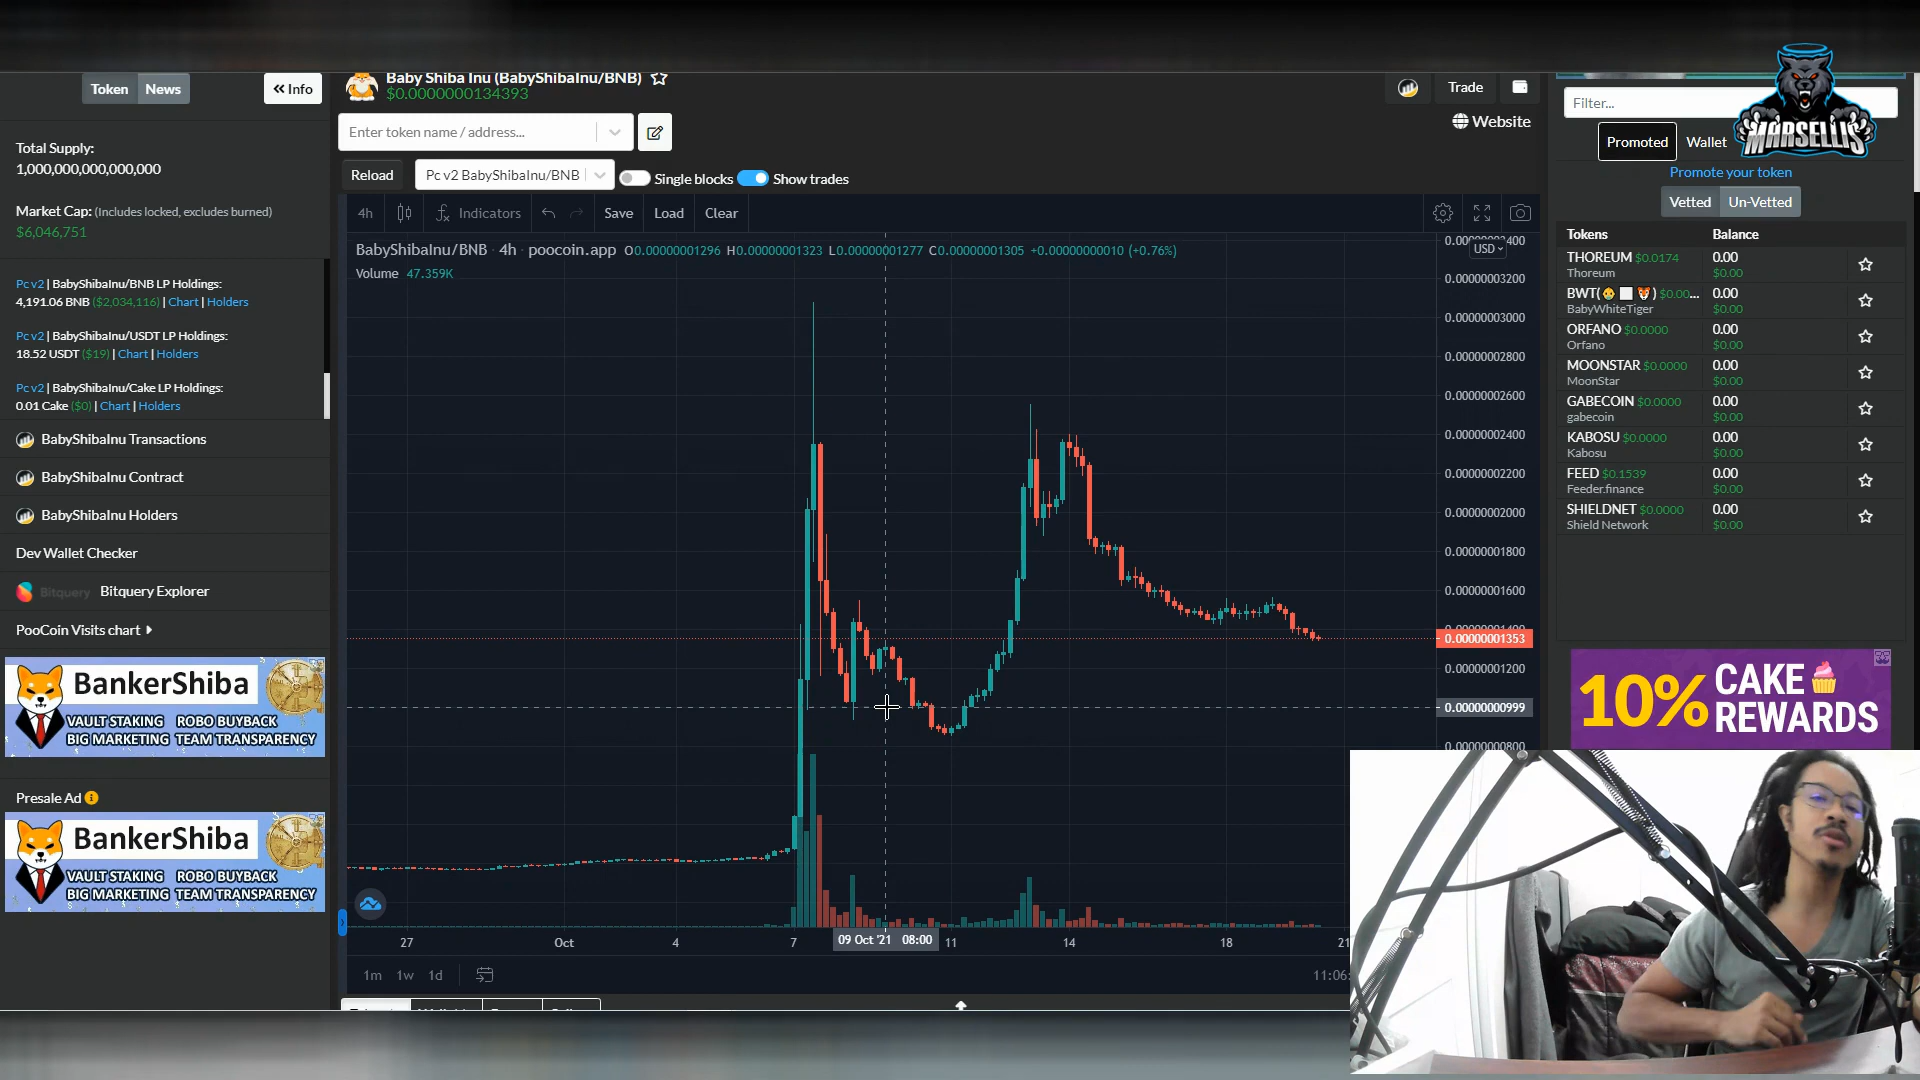 Token
News
Info
Total Supply:
1,000,000,000,000,000
Market Cap: (Includes locked, excludes burned)
$6,046,751
Pc v2 | BabyShibaInu/BNB LP Holdings:
4,191.06 BNB ($2,034,116) | Chart | Holders
Pc v2 | BabyShibaInu/USDT LP Holdings:
18.52 USDT ($19) | Chart | Holders
Pc v2 | BabyShibaInu/Cake LP Holdings:
0.01 Cake ($0) | Chart | Holders
BabyShibaInu Transactions
BabyShibaInu Contract
BabyShibaInu Holders
Dev Wallet Checker
Bitquery Bitquery Explorer
PooCoin Visits chart
BankerShiba
VAULT STAKING ROBO BUYBACK
BIG MARKETING TEAM TRANSPARENCY
Presale Ad
BankerShiba
VAULT STAKING ROBO BUYBACK
BIG MARKETING TEAM TRANSPARENCY
Baby Shiba Inu (BabyShibaInu/BNB)
$0.0000000134393
Enter token name / address...
Trade
Website
Reload
Pc v2 BabyShibaInu/BNB
Single blocks
Show trades
4h
Indicators
Save
Load
Clear
BabyShibaInu/BNB · 4h · poocoin.app O0.00000001296 H0.00000001323 L0.00000001277 C0.00000001305 +0.00000000010 (+0.76%)
Volume 47.359K
USD
0.00000003200
0.00000003000
0.00000002800
0.00000002600
0.00000002400
0.00000002200
0.00000002000
0.00000001800
0.00000001600
0.00000001353
0.00000001200
0.00000000999
0.00000000800
27
Oct
4
7
09 Oct '21 08:00
11
14
18
21
1m
1w
1d
11:06:
MARSELLIS
Filter...
Promoted
Wallet
Promote your token
Vetted
Un-Vetted
Tokens
Balance
THOREUM $0.0174
0.00
Thoreum
$0.00
BWT( ) $0.00...
0.00
BabyWhiteTiger
$0.00
ORFANO $0.0000
0.00
Orfano
$0.00
MOONSTAR $0.0000
0.00
MoonStar
$0.00
GABECOIN $0.0000
0.00
gabecoin
$0.00
KABOSU $0.0000
0.00
Kabosu
$0.00
FEED $0.1539
0.00
Feeder.finance
$0.00
SHIELDNET $0.0000
0.00
Shield Network
$0.00
10% CAKE
REWARDS